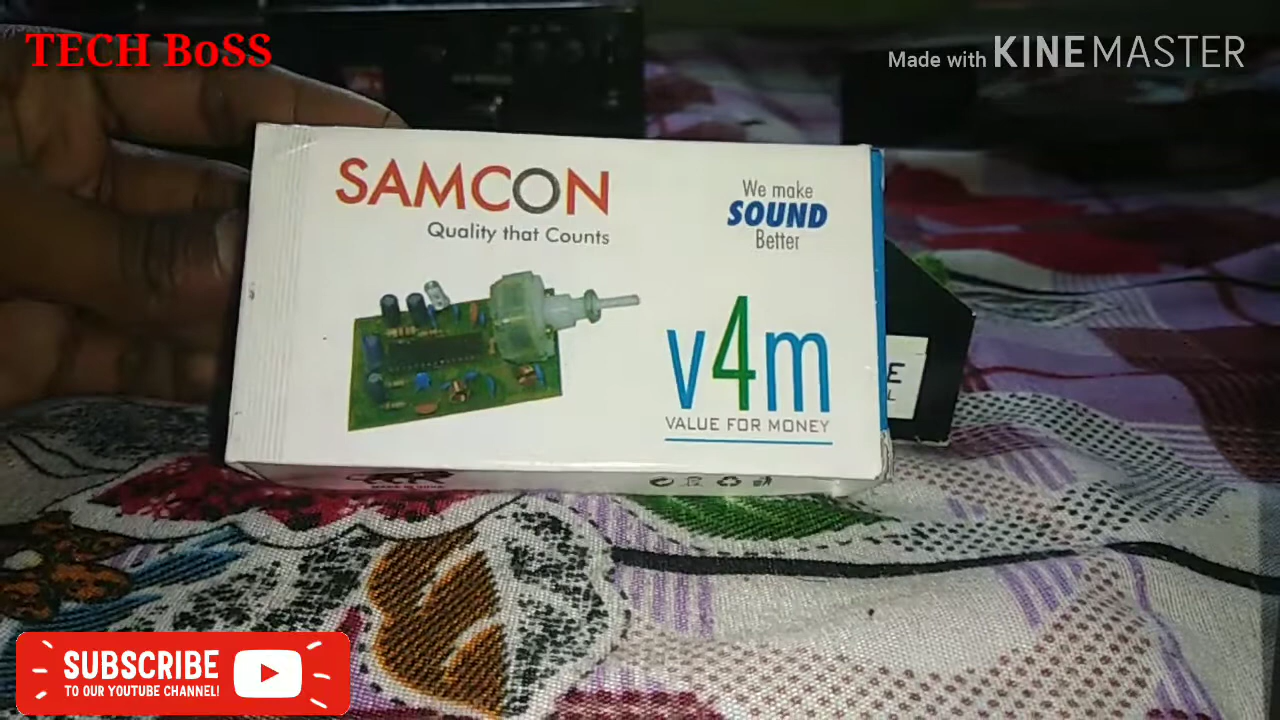 TECH BoSS
Made with KINEMASTER
SAMCON
Quality that Counts
We make
SOUND
Better
v4m
VALUE FOR MONEY
E
L
SUBSCRIBE
TO OUR YOUTUBE CHANNEL!